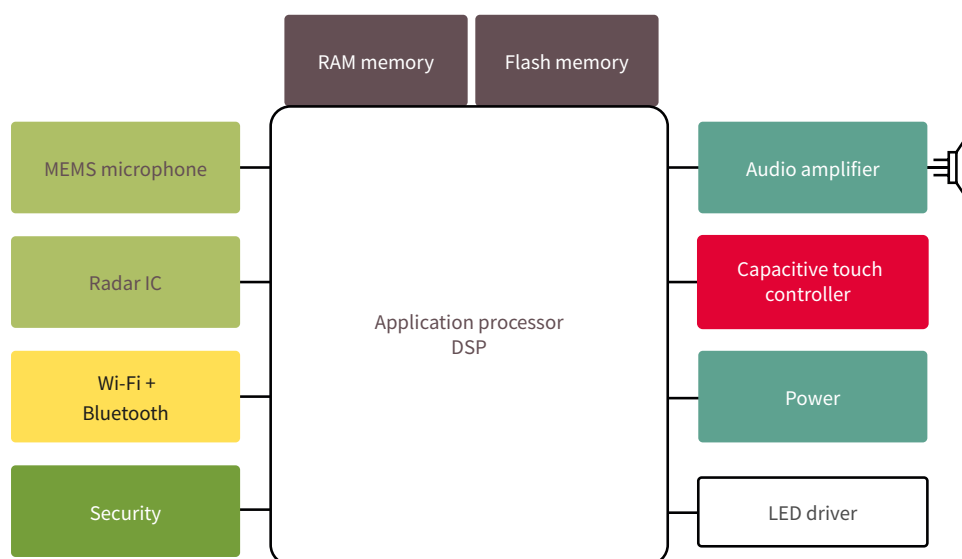 RAM memory
Flash memory
MEMS microphone
Audio amplifier
Radar IC
Capacitive touch
controller
Application processor
DSP
Wi-Fi +
Bluetooth
Power
Security
LED driver